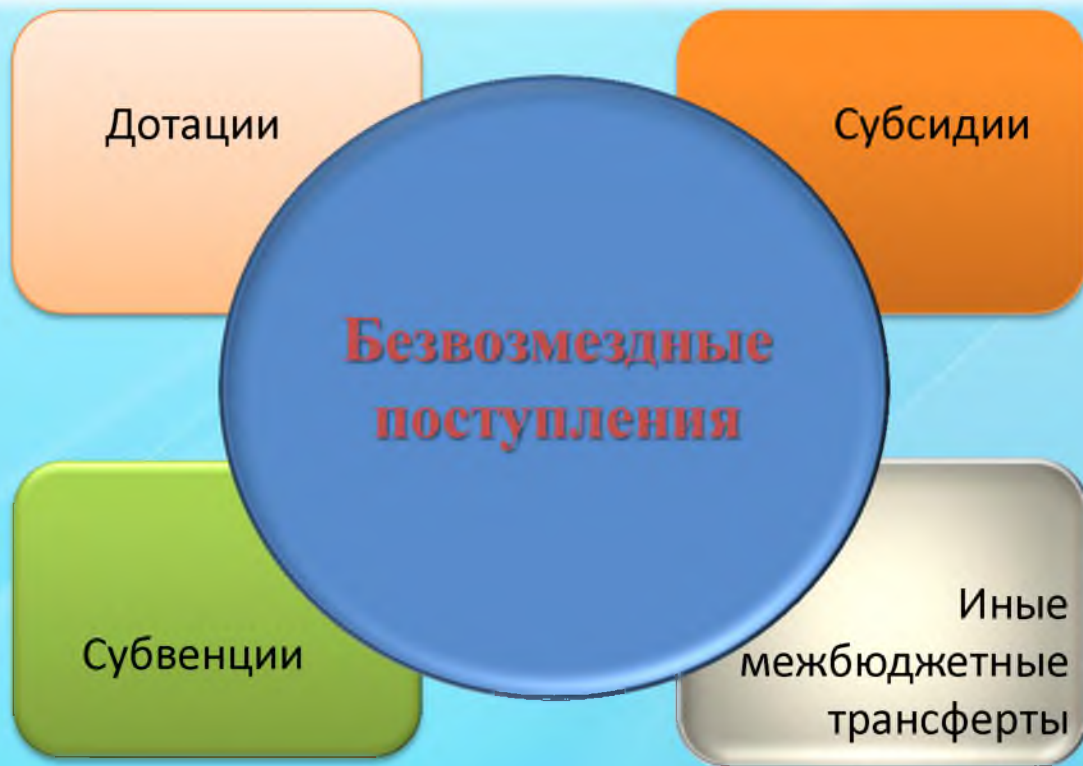 Дотации
Субсидии
Безвозмездные
поступления
Субвенции
Иные
межбюджетные
трансферты